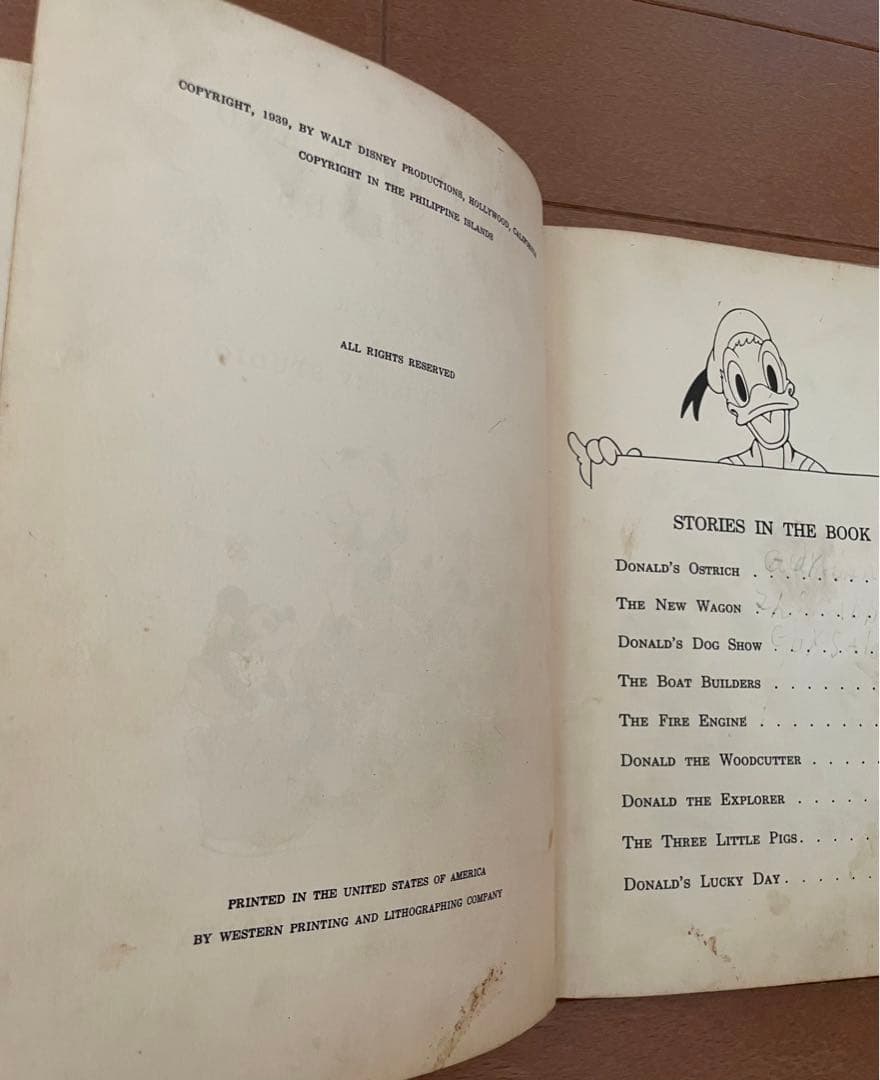 COPYRIGHT, 1939, BY WALT DISNEY PRODUCTIONS, HOLLYWOOD, CALIFORNIA
COPYRIGHT IN THE PHILIPPINE ISLANDS
ALL RIGHTS RESERVED
PRINTED IN THE UNITED STATES OF AMERICA
BY WESTERN PRINTING AND LITHOGRAPHING COMPANY
STORIES IN THE BOOK
DONALD'S OSTRICH . . . . . . . .
THE NEW WAGON . . . . . . . .
DONALD'S DOG SHOW . . . . . . .
THE BOAT BUILDERS . . . . . . .
THE FIRE ENGINE . . . . . . . .
DONALD THE WOODCUTTER . . . . .
DONALD THE EXPLORER . . . . .
THE THREE LITTLE PIGS. . . . .
DONALD'S LUCKY DAY. . . . . .